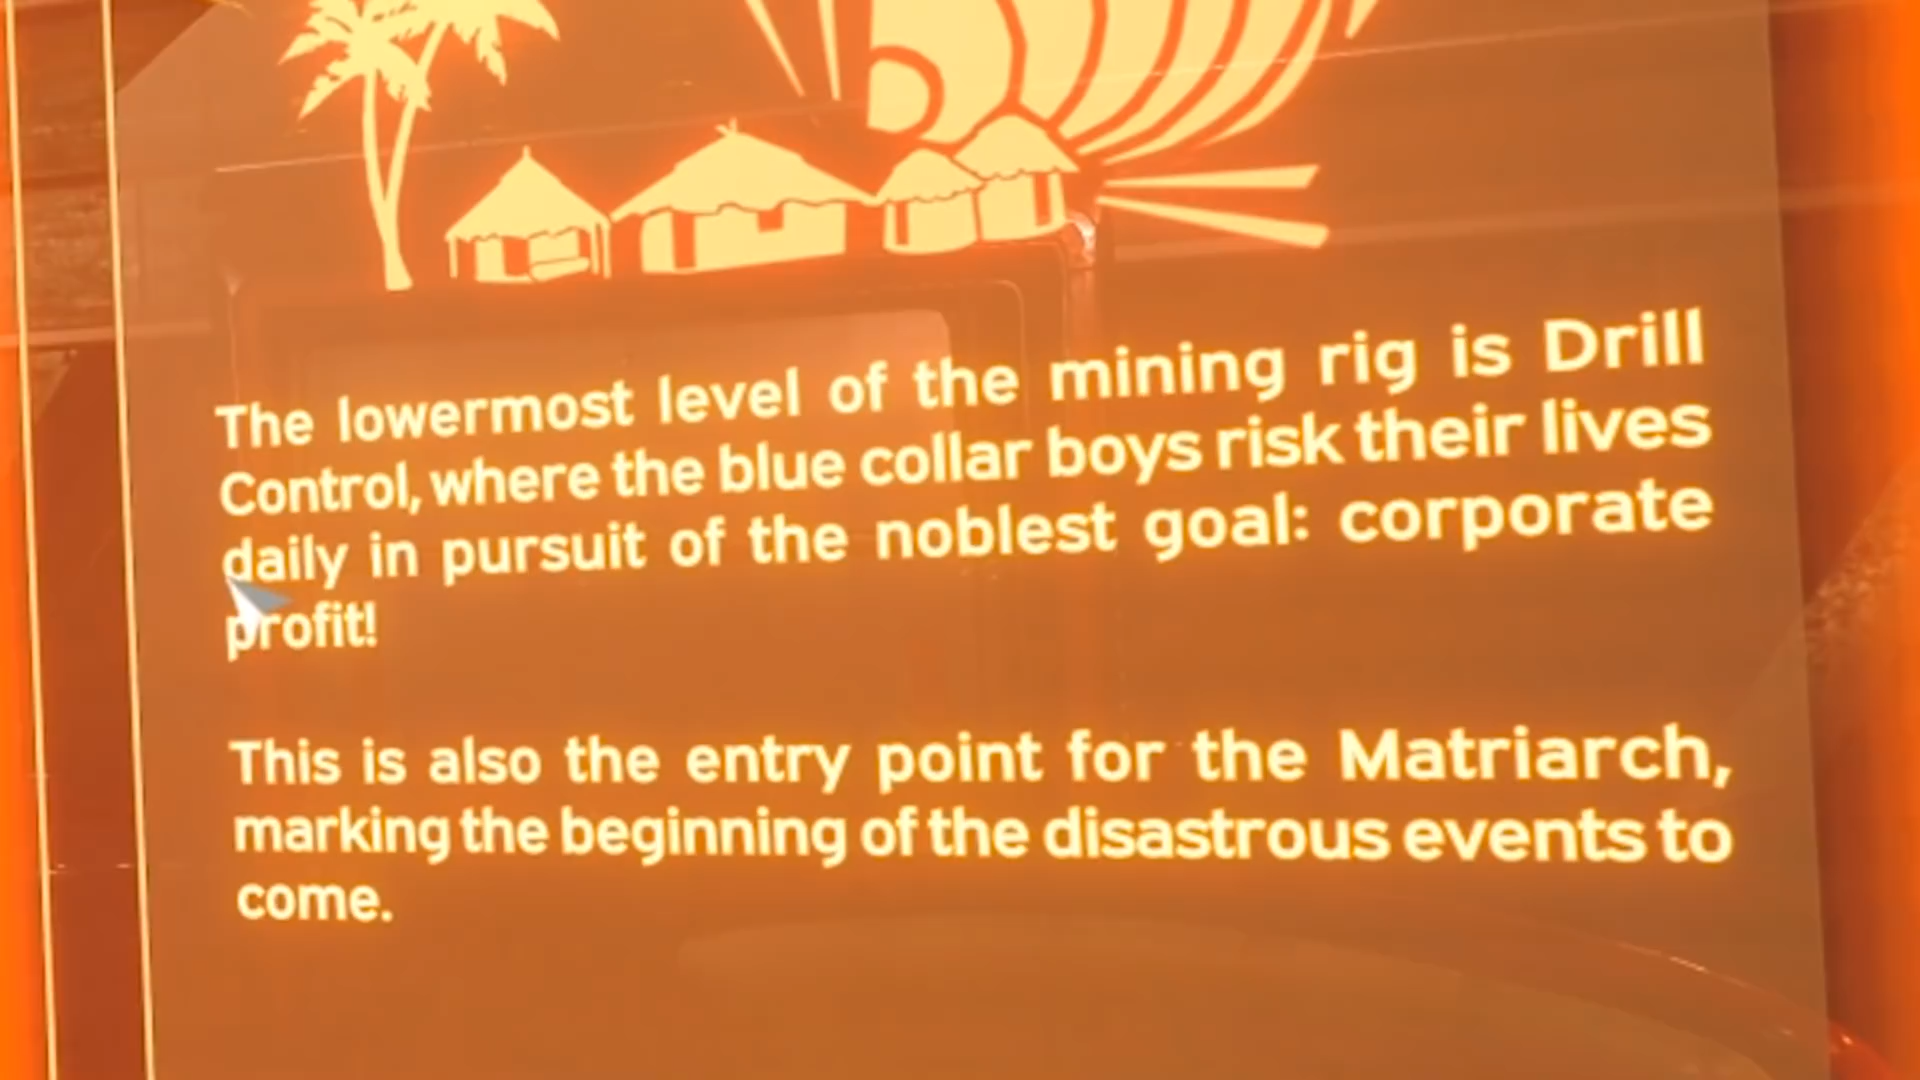 The lowermost level of the mining rig is Drill
Control, where the blue collar boys risk their lives
daily in pursuit of the noblest goal: corporate
profit!
This is also the entry point for the Matriarch,
marking the beginning of the disastrous events to
come.